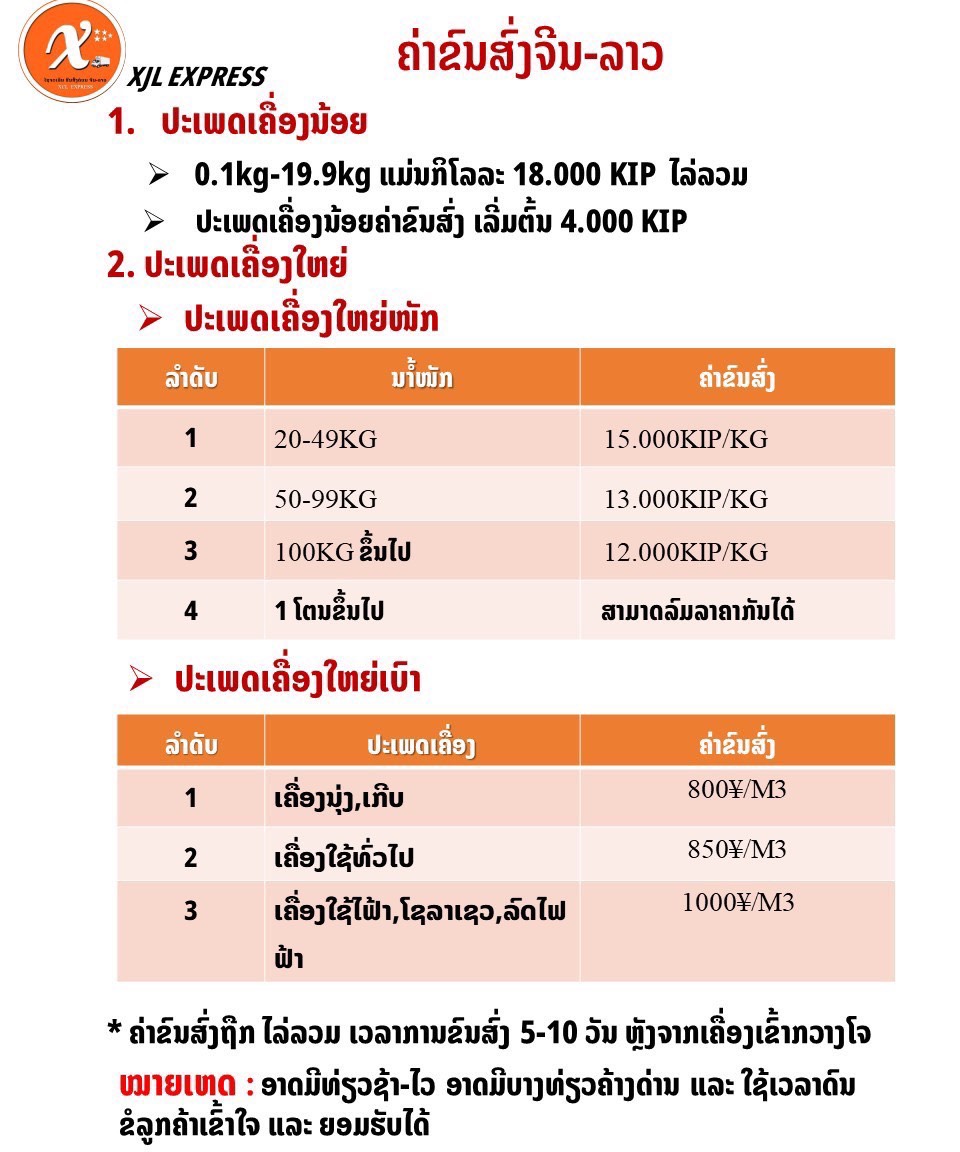 XJL EXPRESS
XJL EXPRESS
ຄ່າຂົນສົ່ງຈີນ-ລາວ
1. ປະເພດເຄື່ອງນ້ອຍ
➢ 0.1kg-19.9kg ແມ່ນກິໂລລະ 18.000 KIP ໄລ່ລວມ
➢ ປະເພດເຄື່ອງນ້ອຍຄ່າຂົນສົ່ງ ເລີ່ມຕົ້ນ 4.000 KIP
2. ປະເພດເຄື່ອງໃຫຍ່
➢ ປະເພດເຄື່ອງໃຫຍ່ໜັກ
ລຳດັບ ນາ້ຳໜັກ ຄ່າຂົນສົ່ງ
1 20-49KG 15.000KIP/KG
2 50-99KG 13.000KIP/KG
3 100KG ຂຶ້ນໄປ 12.000KIP/KG
4 1 ໂຕນຂຶ້ນໄປ ສາມາດລົມລາຄາກັນໄດ້
➢ ປະເພດເຄື່ອງໃຫຍ່ເບົາ
ລຳດັບ ປະເພດເຄື່ອງ ຄ່າຂົນສົ່ງ
1 ເຄື່ອງນຸ່ງ,ເກີບ 800¥/M3
2 ເຄື່ອງໃຊ້ທົ່ວໄປ 850¥/M3
3 ເຄື່ອງໃຊ້ໄຟຟ້າ,ໂຊລາເຊວ,ລົດໄຟ 1000¥/M3
ຟ້າ
* ຄ່າຂົນສົ່ງຖືກ ໄລ່ລວມ ເວລາການຂົນສົ່ງ 5-10 ວັນ ຫຼັງຈາກເຄື່ອງເຂົ້າກວາງໂຈ
ໝາຍເຫດ : ອາດມີທ່ຽວຊ້າ-ໄວ ອາດມີບາງທ່ຽວຄ້າງດ່ານ ແລະ ໃຊ້ເວລາດົນ
ຂໍລູກຄ້າເຂົ້າໃຈ ແລະ ຍອມຮັບໄດ້